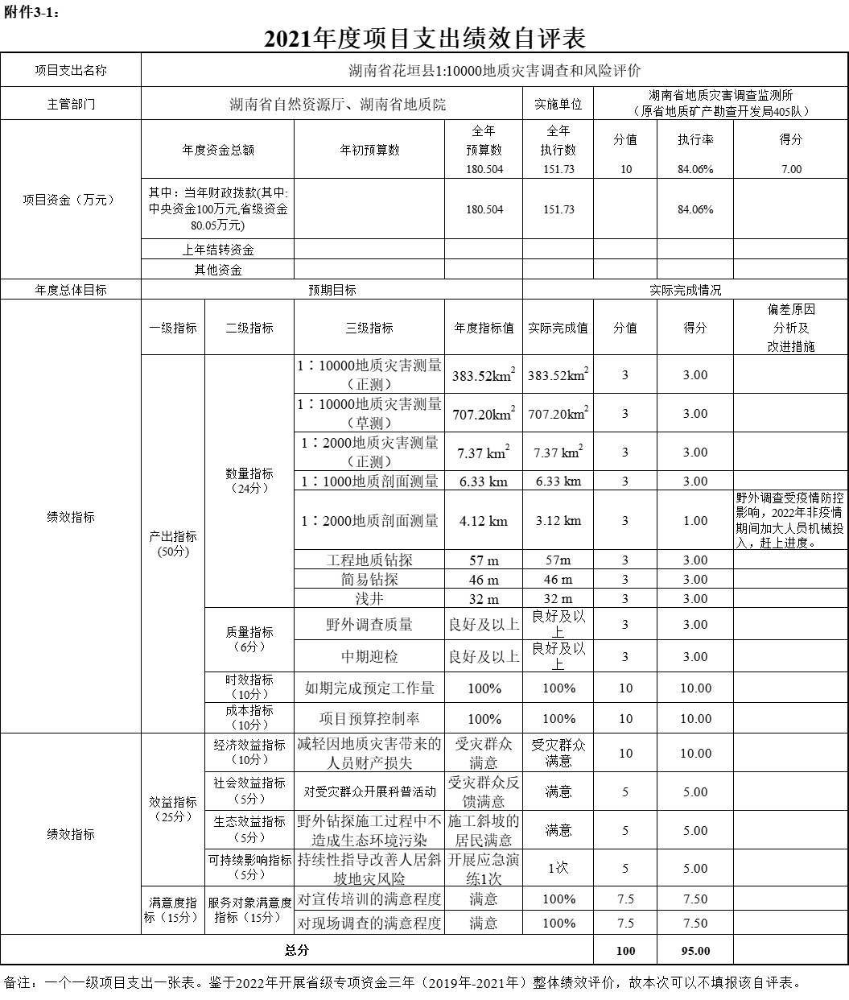 附件3-1：
2021年度项目支出绩效自评表
项目支出名称 湖南省花垣县1:10000地质灾害调查和风险评价
主管部门 湖南省自然资源厅、湖南省地质院 实施单位 湖南省地质灾害调查监测所
（原省地质矿产勘查开发局405队）
项目资金（万元） 年度资金总额 年初预算数 全年
预算数 全年
执行数 分值 执行率 得分
180.504 151.73 10 84.06% 7.00
其中：当年财政拨款(其中:
中央资金100万元,省级资金
80.05万元) 180.504 151.73 84.06%
上年结转资金
其他资金
年度总体目标 预期目标 实际完成情况
绩效指标 一级指标 二级指标 三级指标 年度指标值 实际完成值 分值 得分 偏差原因
分析及
改进措施
产出指标
(50分) 数量指标
（24分） 1∶10000地质灾害测量
（正测） 383.52km2 383.52km2 3 3.00
1∶10000地质灾害测量
（草测） 707.20km2 707.20km2 3 3.00
1∶2000地质灾害测量
（正测） 7.37 km2 7.37 km2 3 3.00
1∶1000地质剖面测量 6.33 km 6.33 km 3 3.00
1∶2000地质剖面测量 4.12 km 3.12 km 3 1.00 野外调查受疫情防控
影响，2022年非疫情
期间加大人员机械投
入，赶上进度。
工程地质钻探 57 m 57m 3 3.00
简易钻探 46 m 46 m 3 3.00
浅井 32 m 32 m 3 3.00
质量指标
（6分） 野外调查质量 良好及以上 良好及以
上 3 3.00
中期迎检 良好及以上 良好及以
上 3 3.00
时效指标
（10分） 如期完成预定工作量 100% 100% 10 10.00
成本指标
（10分） 项目预算控制率 100% 100% 10 10.00
绩效指标 效益指标
（25分） 经济效益指标
（10分） 减轻因地质灾害带来的
人员财产损失 受灾群众
满意 受灾群众
满意 10 10.00
社会效益指标
（5分） 对受灾群众开展科普活动 受灾群众反
馈满意 满意 5 5.00
生态效益指标
（5分） 野外钻探施工过程中不
造成生态环境污染 施工斜坡的
居民满意 满意 5 5.00
可持续影响指标
（5分） 持续性指导改善人居斜
坡地灾风险 开展应急演
练1次 1次 5 5.00
满意度指
标（15分） 服务对象满意度
指标（15分） 对宣传培训的满意程度 满意 100% 7.5 7.50
对现场调查的满意程度 满意 100% 7.5 7.50
总分 100 95.00
备注：一个一级项目支出一张表。鉴于2022年开展省级专项资金三年（2019年-2021年）整体绩效评价，故本次可以不填报该自评表。